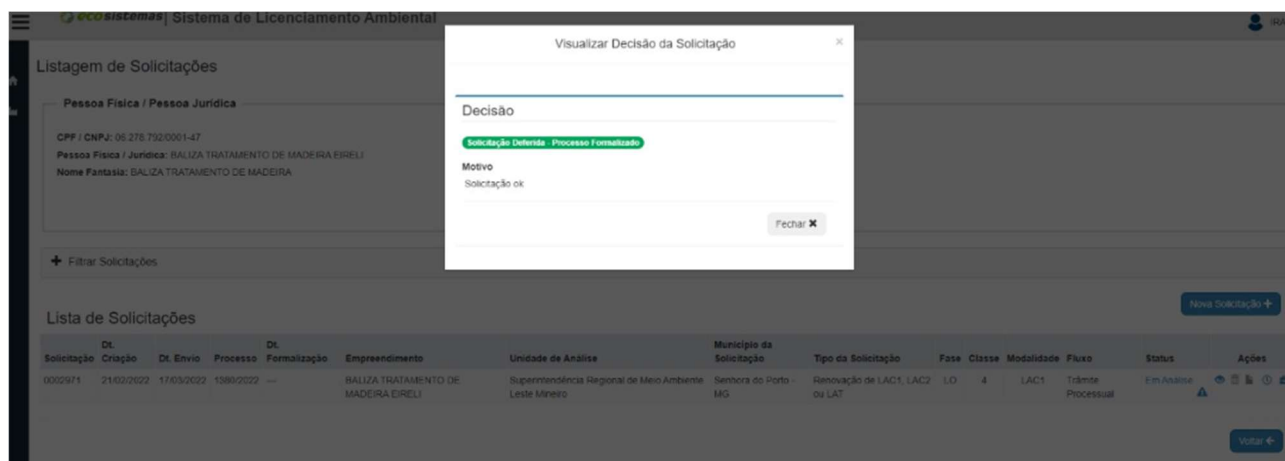 ecosistemas| Sistema de Licenciamento Ambiental
IRA
Visualizar Decisão da Solicitação ×
Listagem de Solicitações
Pessoa Física / Pessoa Jurídica
CPF / CNPJ: 06.278.792/0001-47
Pessoa Física / Jurídica: BALIZA TRATAMENTO DE MADEIRA EIRELI
Nome Fantasia: BALIZA TRATAMENTO DE MADEIRA
Decisão
Solicitação Deferida - Processo Formalizado
Motivo
Solicitação ok
Fechar ✖
+ Filtrar Solicitações
Nova Solicitação +
Lista de Solicitações
Solicitação Dt. Criação Dt. Envio Processo Dt. Formalização Empreendimento Unidade de Análise Município da Solicitação Tipo da Solicitação Fase Classe Modalidade Fluxo Status Ações
0002971 21/02/2022 17/03/2022 1380/2022 --- BALIZA TRATAMENTO DE Superintendência Regional de Meio Ambiente Senhora do Porto - Renovação de LAC1, LAC2 LO 4 LAC1 Trâmite Em Análise
MADEIRA EIRELI Leste Mineiro MG ou LAT Processual
Voltar